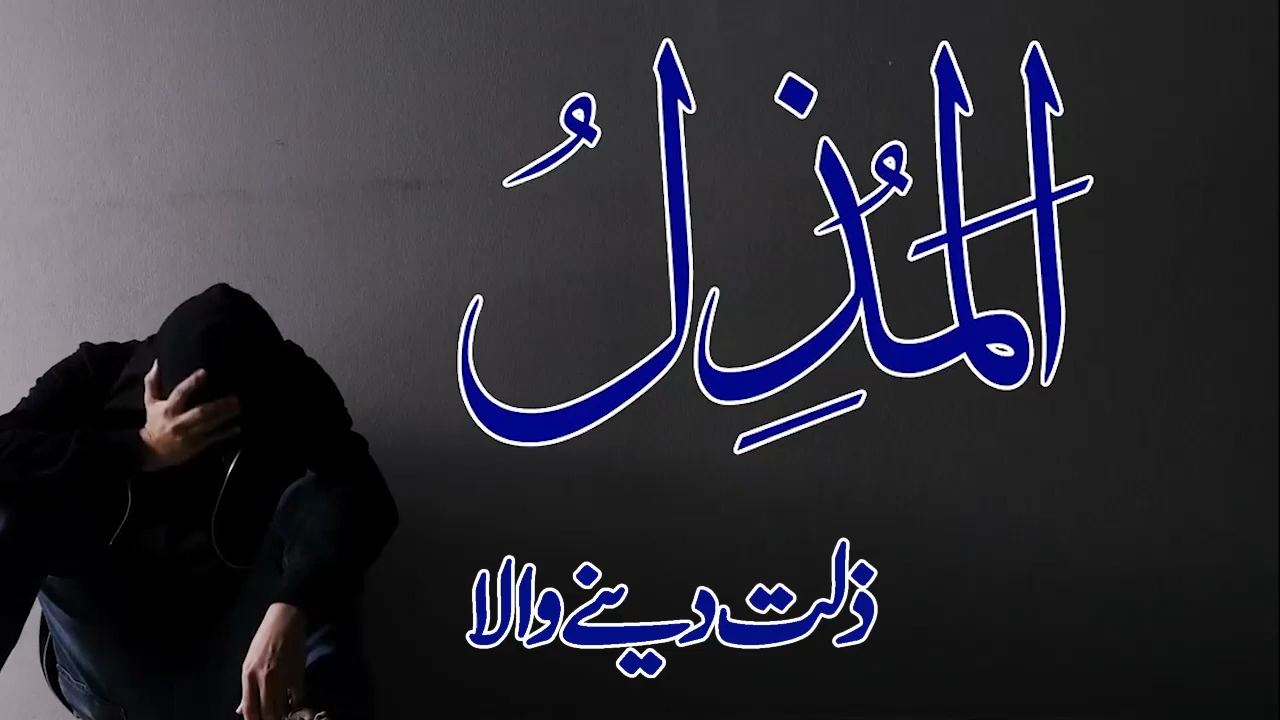 المُذِلُ
ذلت دینے والا